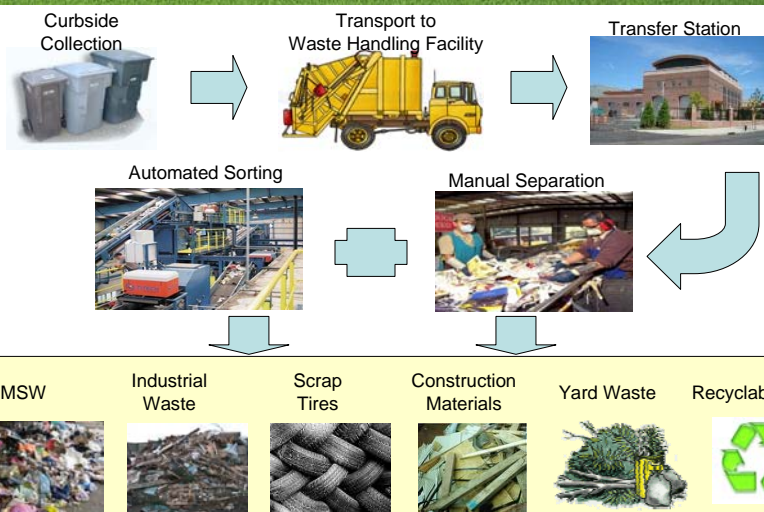 Curbside
Collection
Transport to
Waste Handling Facility
Transfer Station
Automated Sorting
Manual Separation
MSW
Industrial
Waste
Scrap
Tires
Construction
Materials
Yard Waste